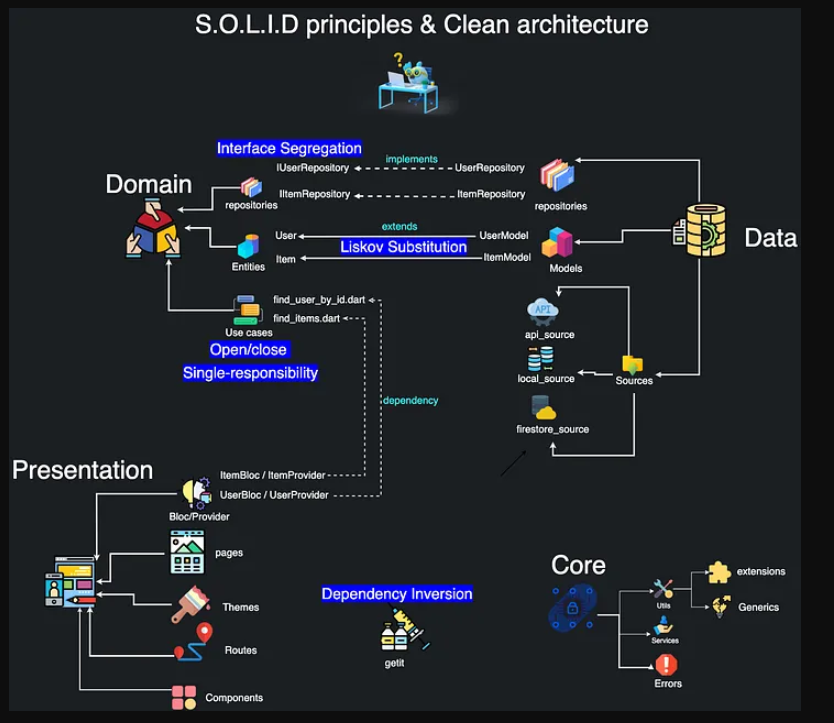 S.O.L.I.D principles & Clean architecture
?
Interface Segregation
implements
IUserRepository
UserRepository
Domain
IItemRepository
ItemRepository
repositories
repositories
extends
User
UserModel
Liskov Substitution
Data
Item
ItemModel
Entities
Models
find_user_by_id.dart
find_items.dart
Use cases
API
api_source
Open/close
Single-responsibility
local_source
Sources
dependency
firestore_source
Presentation
ItemBloc / ItemProvider
UserBloc / UserProvider
Bloc/Provider
pages
Core
extensions
Dependency Inversion
Themes
Utils
Generics
Services
Routes
getit
Errors
Components